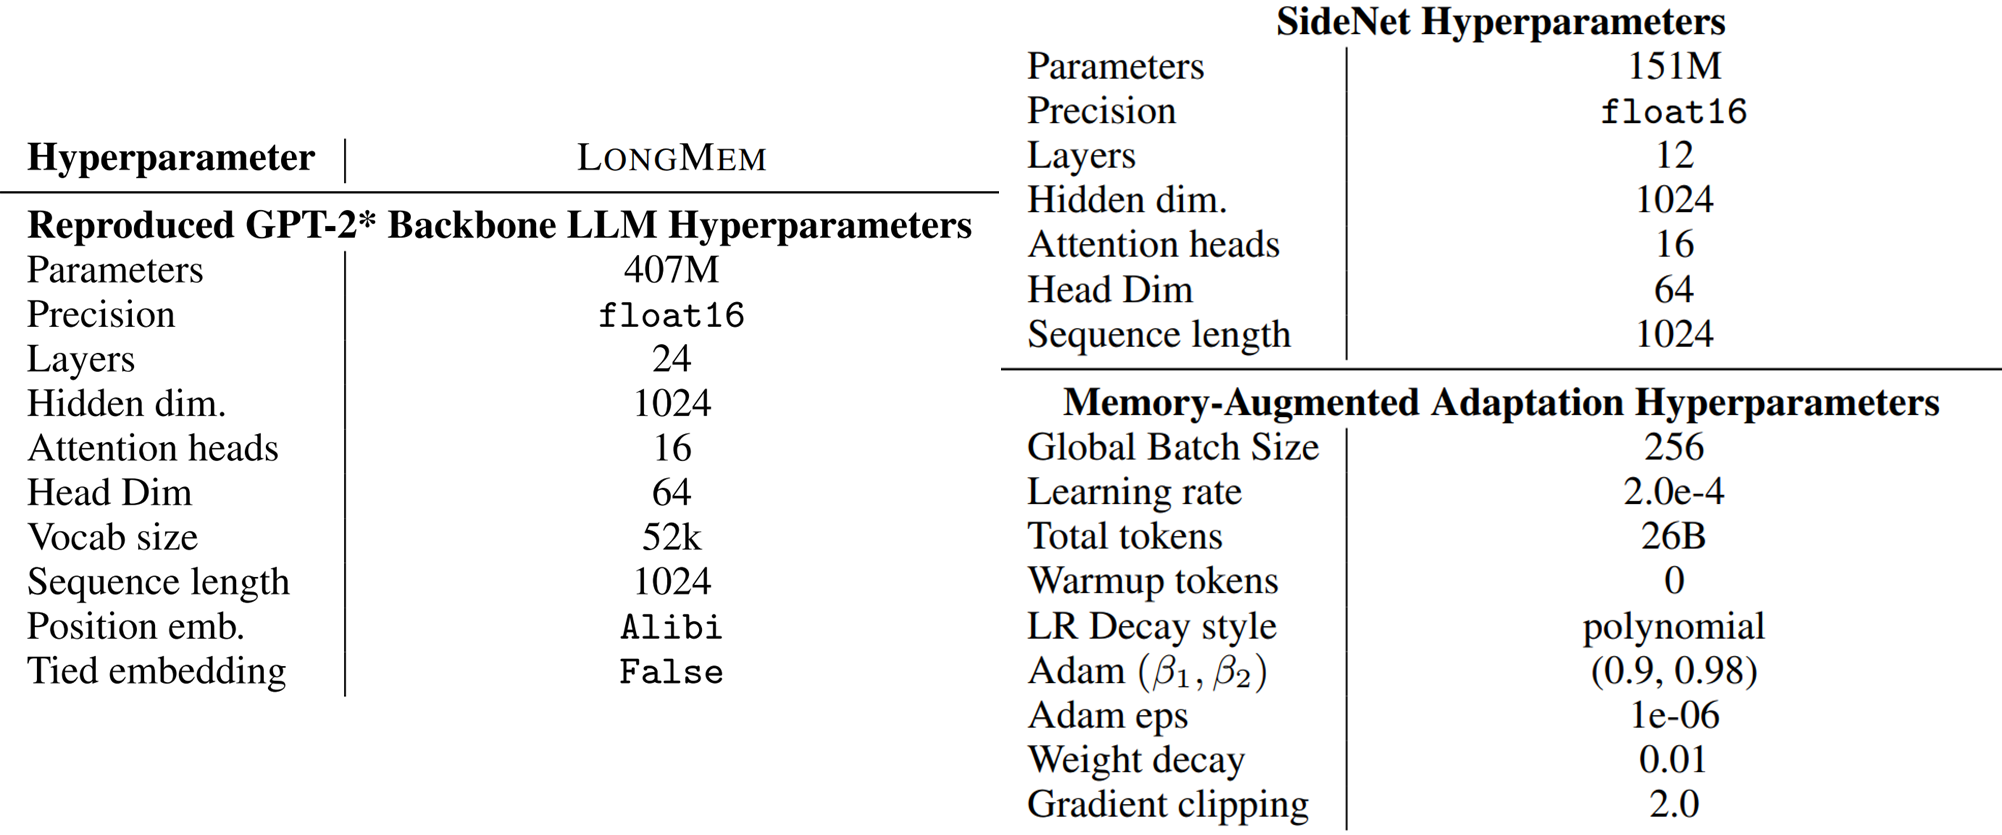 Hyperparameter LONGMEM
Reproduced GPT-2* Backbone LLM Hyperparameters
Parameters 407M
Precision float16
Layers 24
Hidden dim. 1024
Attention heads 16
Head Dim 64
Vocab size 52k
Sequence length 1024
Position emb. Alibi
Tied embedding False
SideNet Hyperparameters
Parameters 151M
Precision float16
Layers 12
Hidden dim. 1024
Attention heads 16
Head Dim 64
Sequence length 1024
Memory-Augmented Adaptation Hyperparameters
Global Batch Size 256
Learning rate 2.0e-4
Total tokens 26B
Warmup tokens 0
LR Decay style polynomial
Adam (β₁, β₂) (0.9, 0.98)
Adam eps 1e-06
Weight decay 0.01
Gradient clipping 2.0